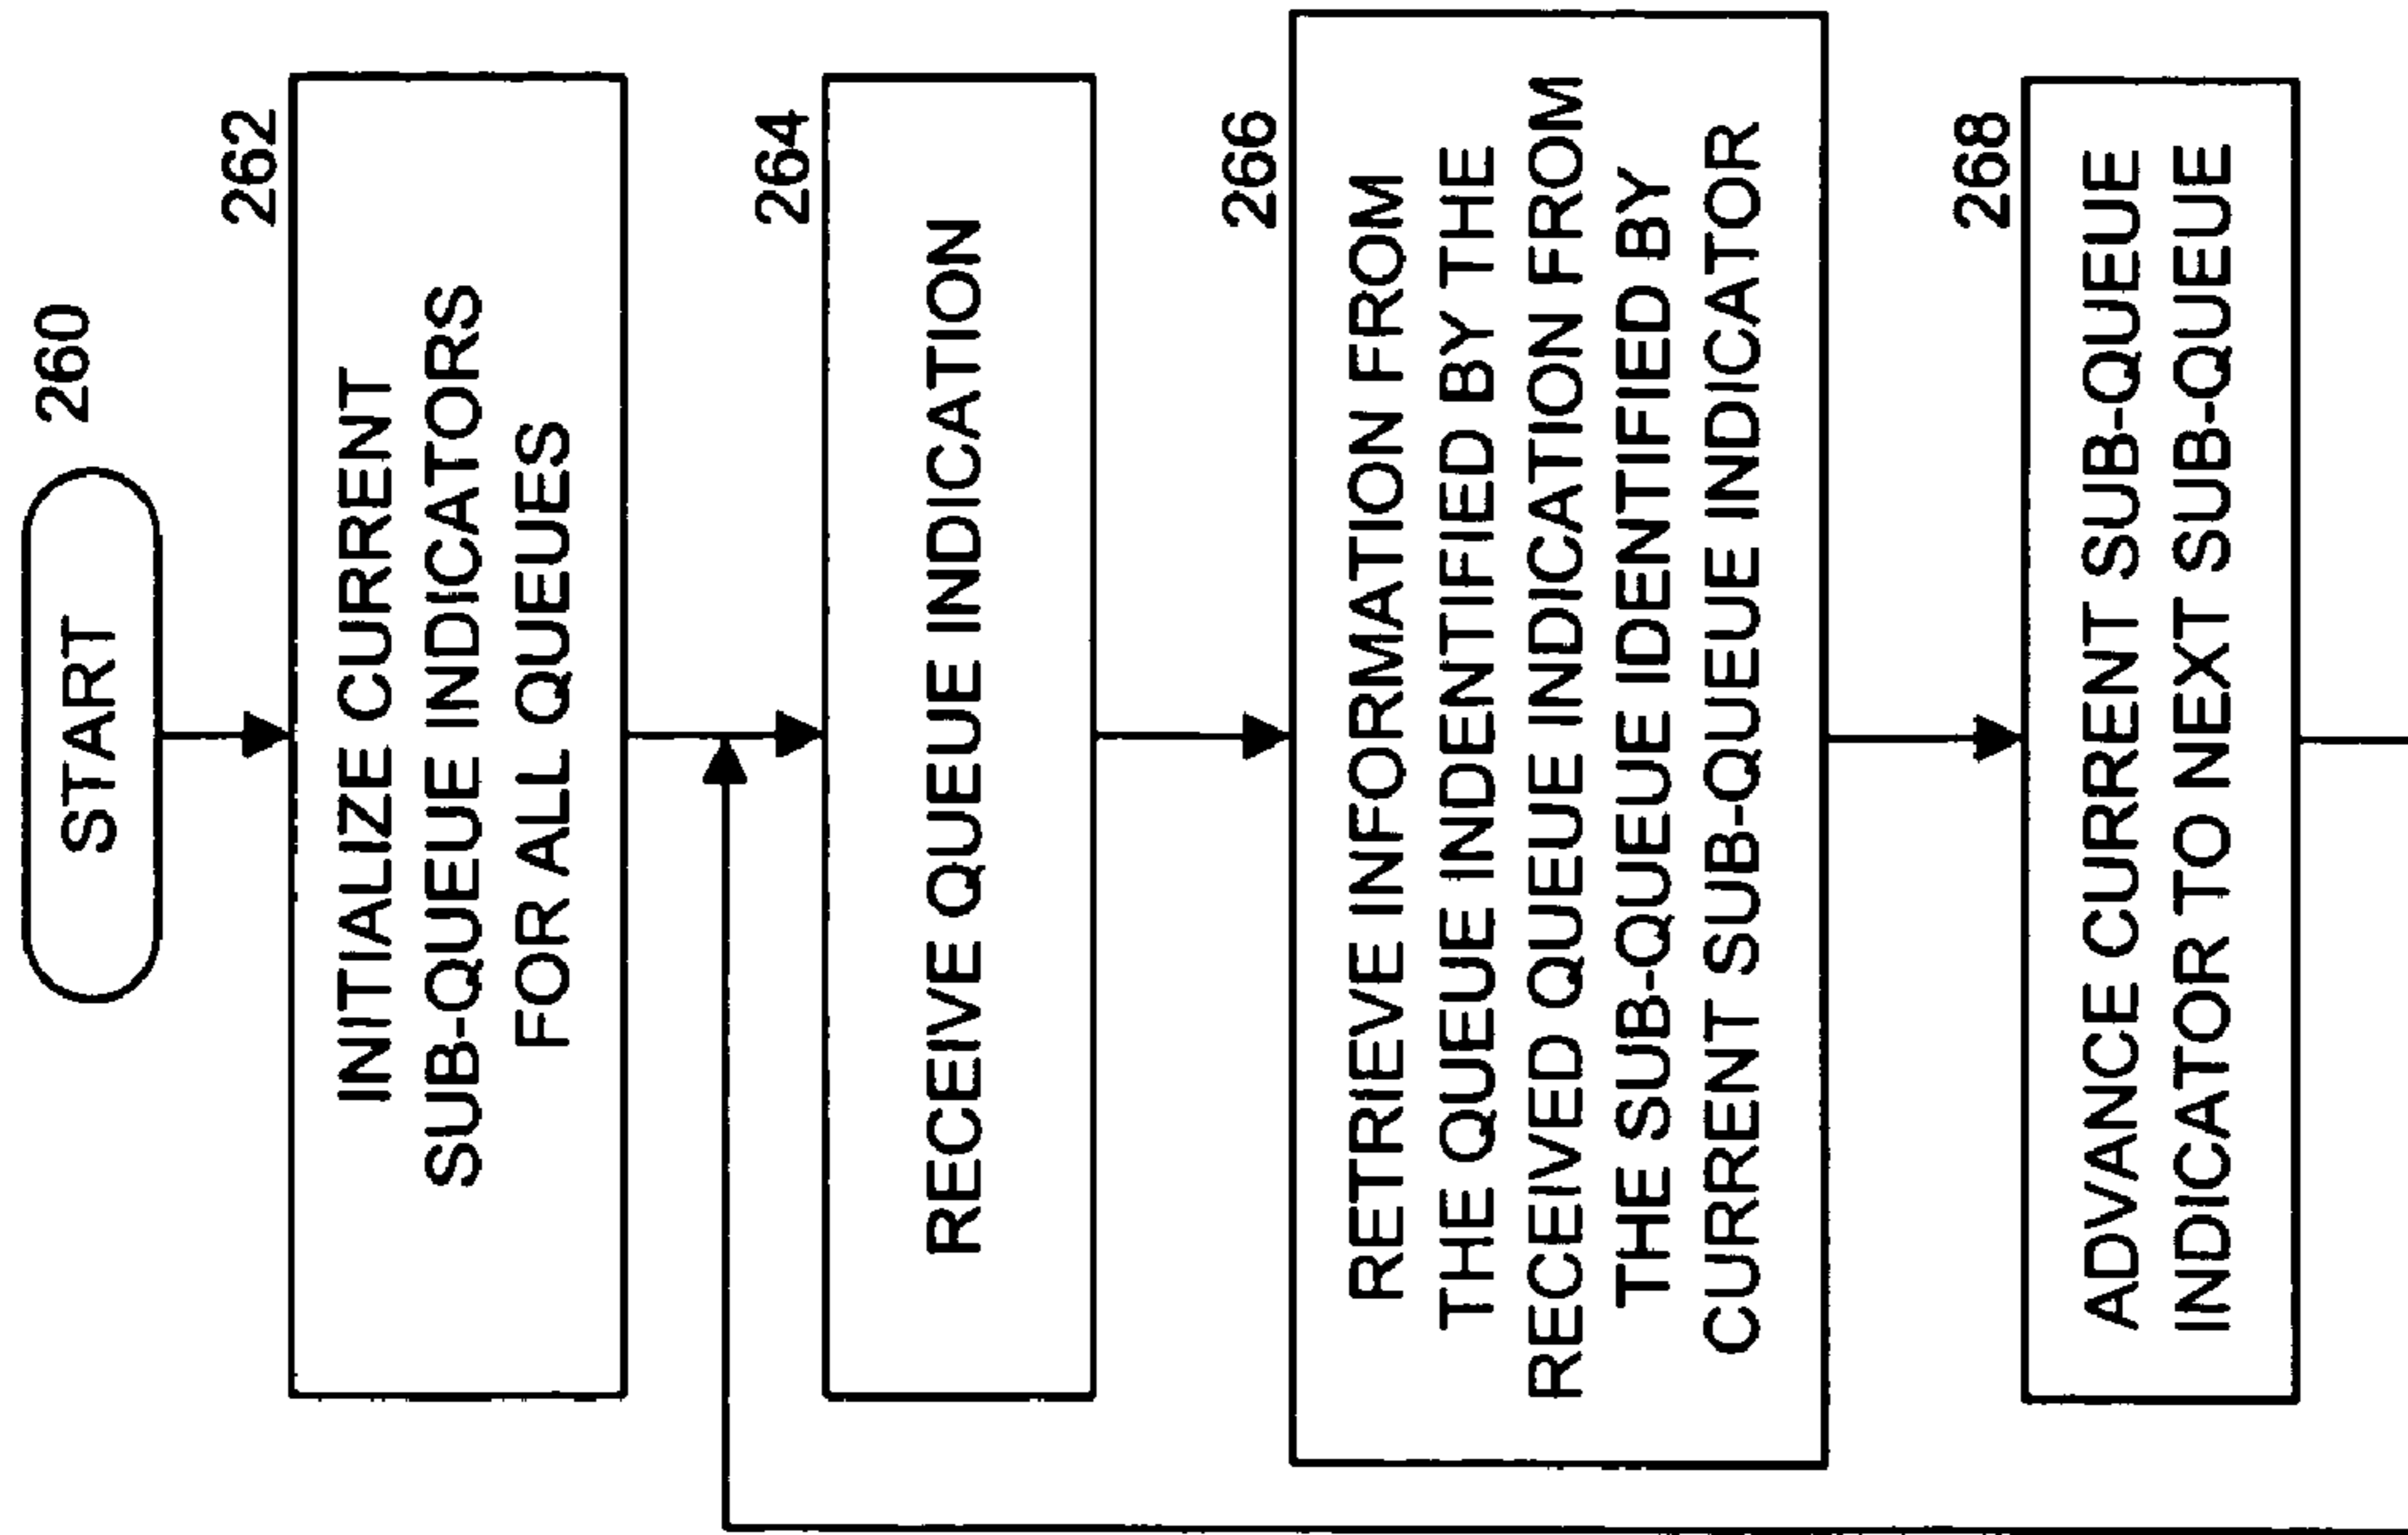 START
260
262
INITIALIZE CURRENT
SUB-QUEUE INDICATORS
FOR ALL QUEUES
264
RECEIVE QUEUE INDICATION
266
RETRIEVE INFORMATION FROM
THE QUEUE INDENTIFIED BY THE
RECEIVED QUEUE INDICATION FROM
THE SUB-QUEUE IDENTIFIED BY
CURRENT SUB-QUEUE INDICATOR
268
ADVANCE CURRENT SUB-QUEUE
INDICATOR TO NEXT SUB-QUEUE